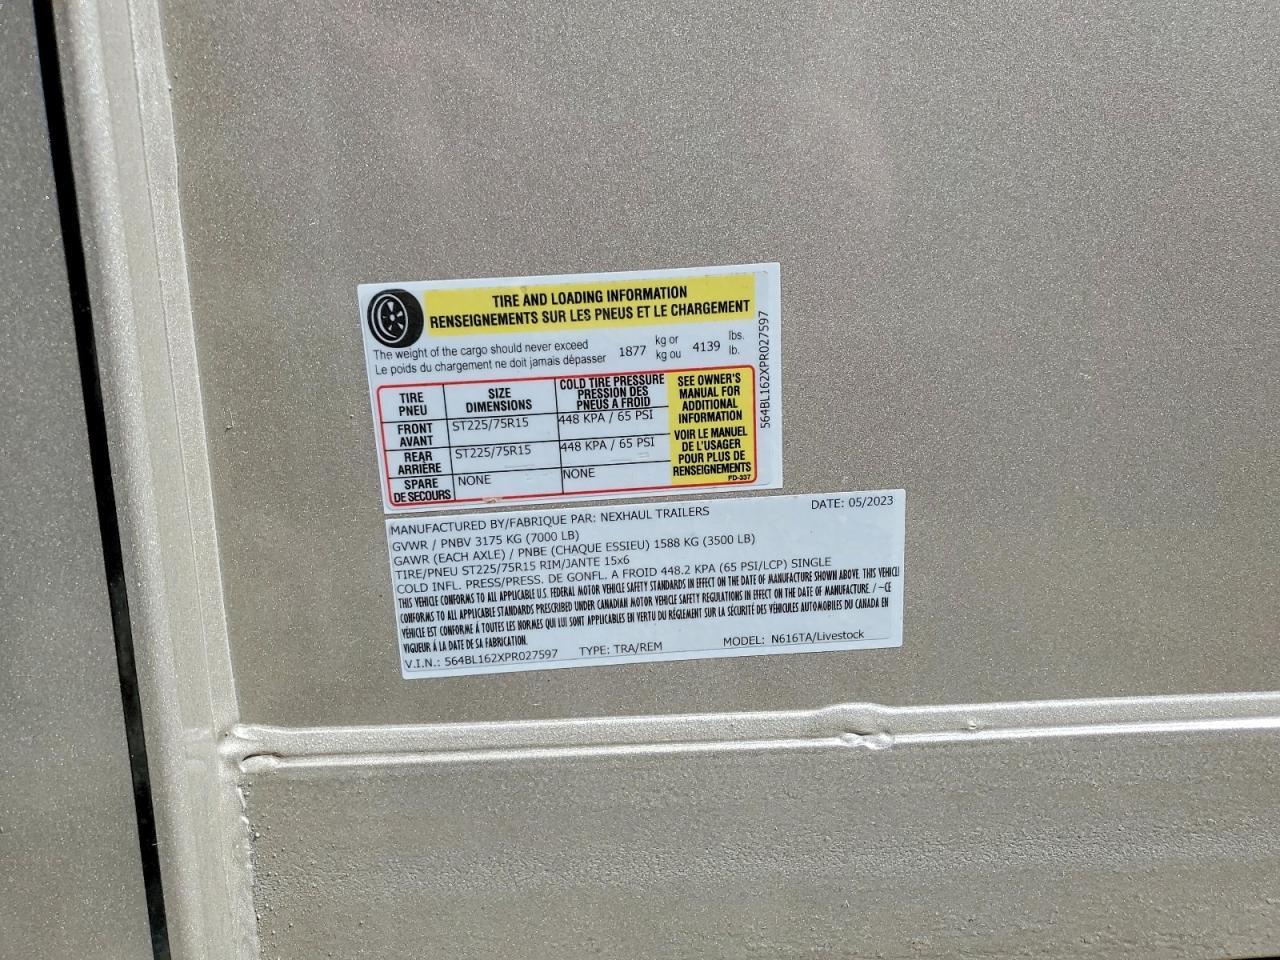 TIRE AND LOADING INFORMATION
RENSEIGNEMENTS SUR LES PNEUS ET LE CHARGEMENT
The weight of the cargo should never exceed 1877 kg or 4139 lbs.
Le poids du chargement ne doit jamais dépasser kg ou lb.
TIRE PNEU SIZE DIMENSIONS COLD TIRE PRESSURE PRESSION DES PNEUS A FROID
FRONT AVANT ST225/75R15 448 KPA / 65 PSI
REAR ARRIÈRE ST225/75R15 448 KPA / 65 PSI
SPARE DE SECOURS NONE NONE
SEE OWNER'S
MANUAL FOR
ADDITIONAL
INFORMATION
VOIR LE MANUEL
DE L'USAGER
POUR PLUS DE
RENSEIGNEMENTS
PD-337
564BL162XPR027597
MANUFACTURED BY/FABRIQUE PAR: NEXHAUL TRAILERS DATE: 05/2023
GVWR / PNBV 3175 KG (7000 LB)
GAWR (EACH AXLE) / PNBE (CHAQUE ESSIEU) 1588 KG (3500 LB)
TIRE/PNEU ST225/75R15 RIM/JANTE 15x6
COLD INFL. PRESS/PRESS. DE GONFL. A FROID 448.2 KPA (65 PSI/LCP) SINGLE
THIS VEHICLE CONFORMS TO ALL APPLICABLE U.S. FEDERAL MOTOR VEHICLE SAFETY STANDARDS IN EFFECT ON THE DATE OF MANUFACTURE SHOWN ABOVE. THIS VEHICLE
CONFORMS TO ALL APPLICABLE STANDARDS PRESCRIBED UNDER CANADIAN MOTOR VEHICLE SAFETY REGULATIONS IN EFFECT ON THE DATE OF MANUFACTURE. / -CE
VÉHICULE EST CONFORME À TOUTES LES NORMES QUI LUI SONT APPLICABLES EN VERTU DU RÉGLEMENT SUR LA SÉCURITÉ DES VÉHICULES AUTOMOBILES DU CANADA EN
VIGUEUR À LA DATE DE SA FABRICATION.
V.I.N.: 564BL162XPR027597 TYPE: TRA/REM MODEL: N616TA/Livestock